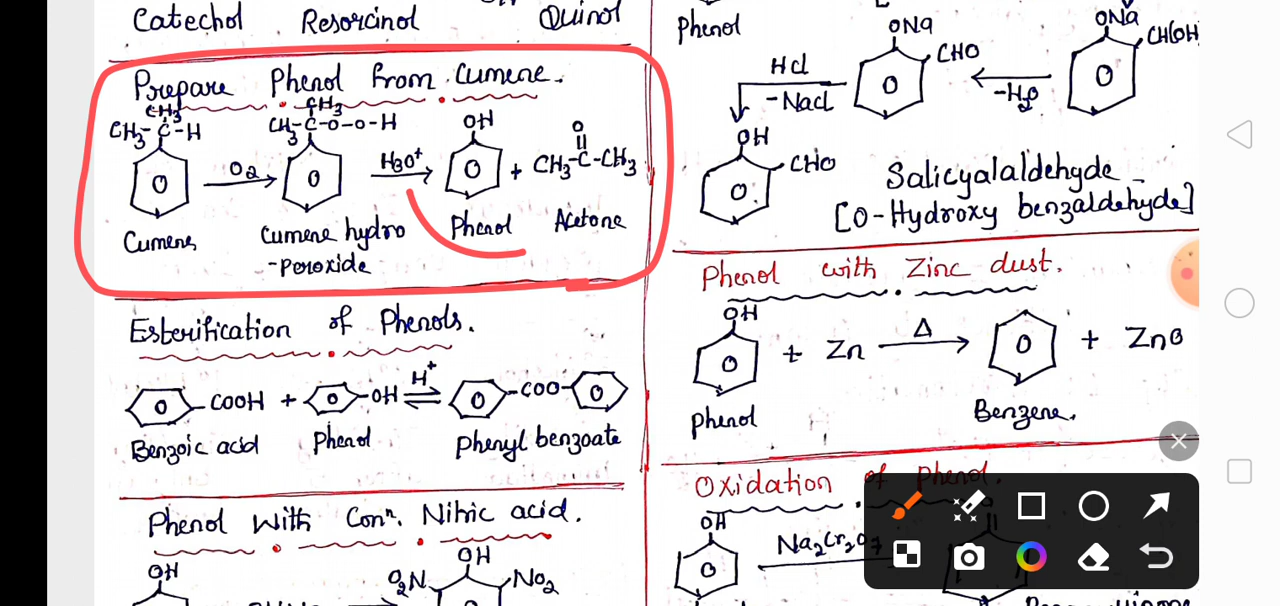 Catechol Resorcinol Quinol
Prepare Phenol from Cumene.
CH3 CH3
CH3-C-H CH3-C-O-O-H OH O
O2 H3O+ + CH3-C-CH3
Cumene, Cumene hydro Phenol Acetone
-Peroxide
Esterification of Phenols.
COOH + -OH H+ -COO-
Benzoic acid Phenol Phenyl benzoate
Phenol With Conn. Nitric acid.
OH OH
O2N NO2
Phenol
ONa ONa
CHO CH(OH
HCl
-NaCl -H2O
OH
CHO
Salicyalaldehyde -
[O-Hydroxy benzaldehyde]
Phenol with Zinc dust.
OH
+ Zn Δ + ZnO
Phenol Benzene.
Oxidation of Phenol.
OH
Na2Cr2O7